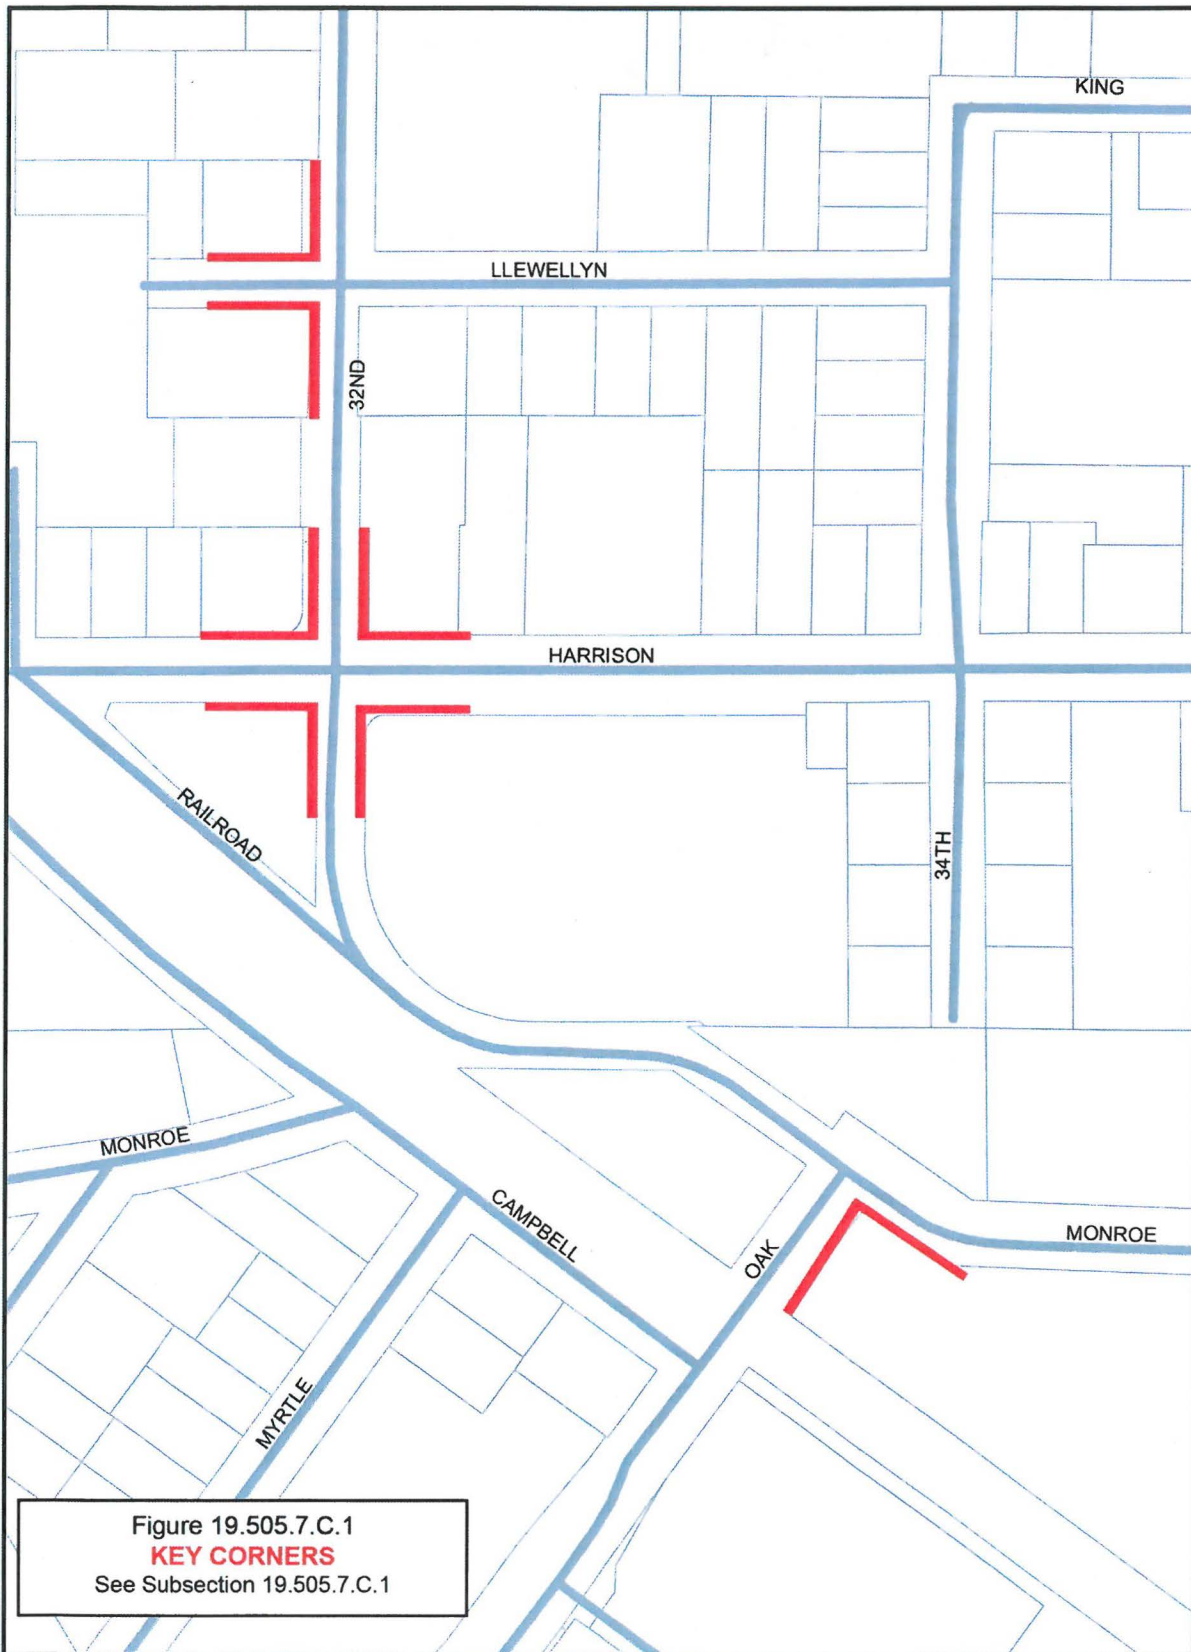 KING
LLEWELLYN
32ND
HARRISON
RAILROAD
34TH
MONROE
CAMPBELL
OAK
MONROE
MYRTLE
Figure 19.505.7.C.1
KEY CORNERS
See Subsection 19.505.7.C.1